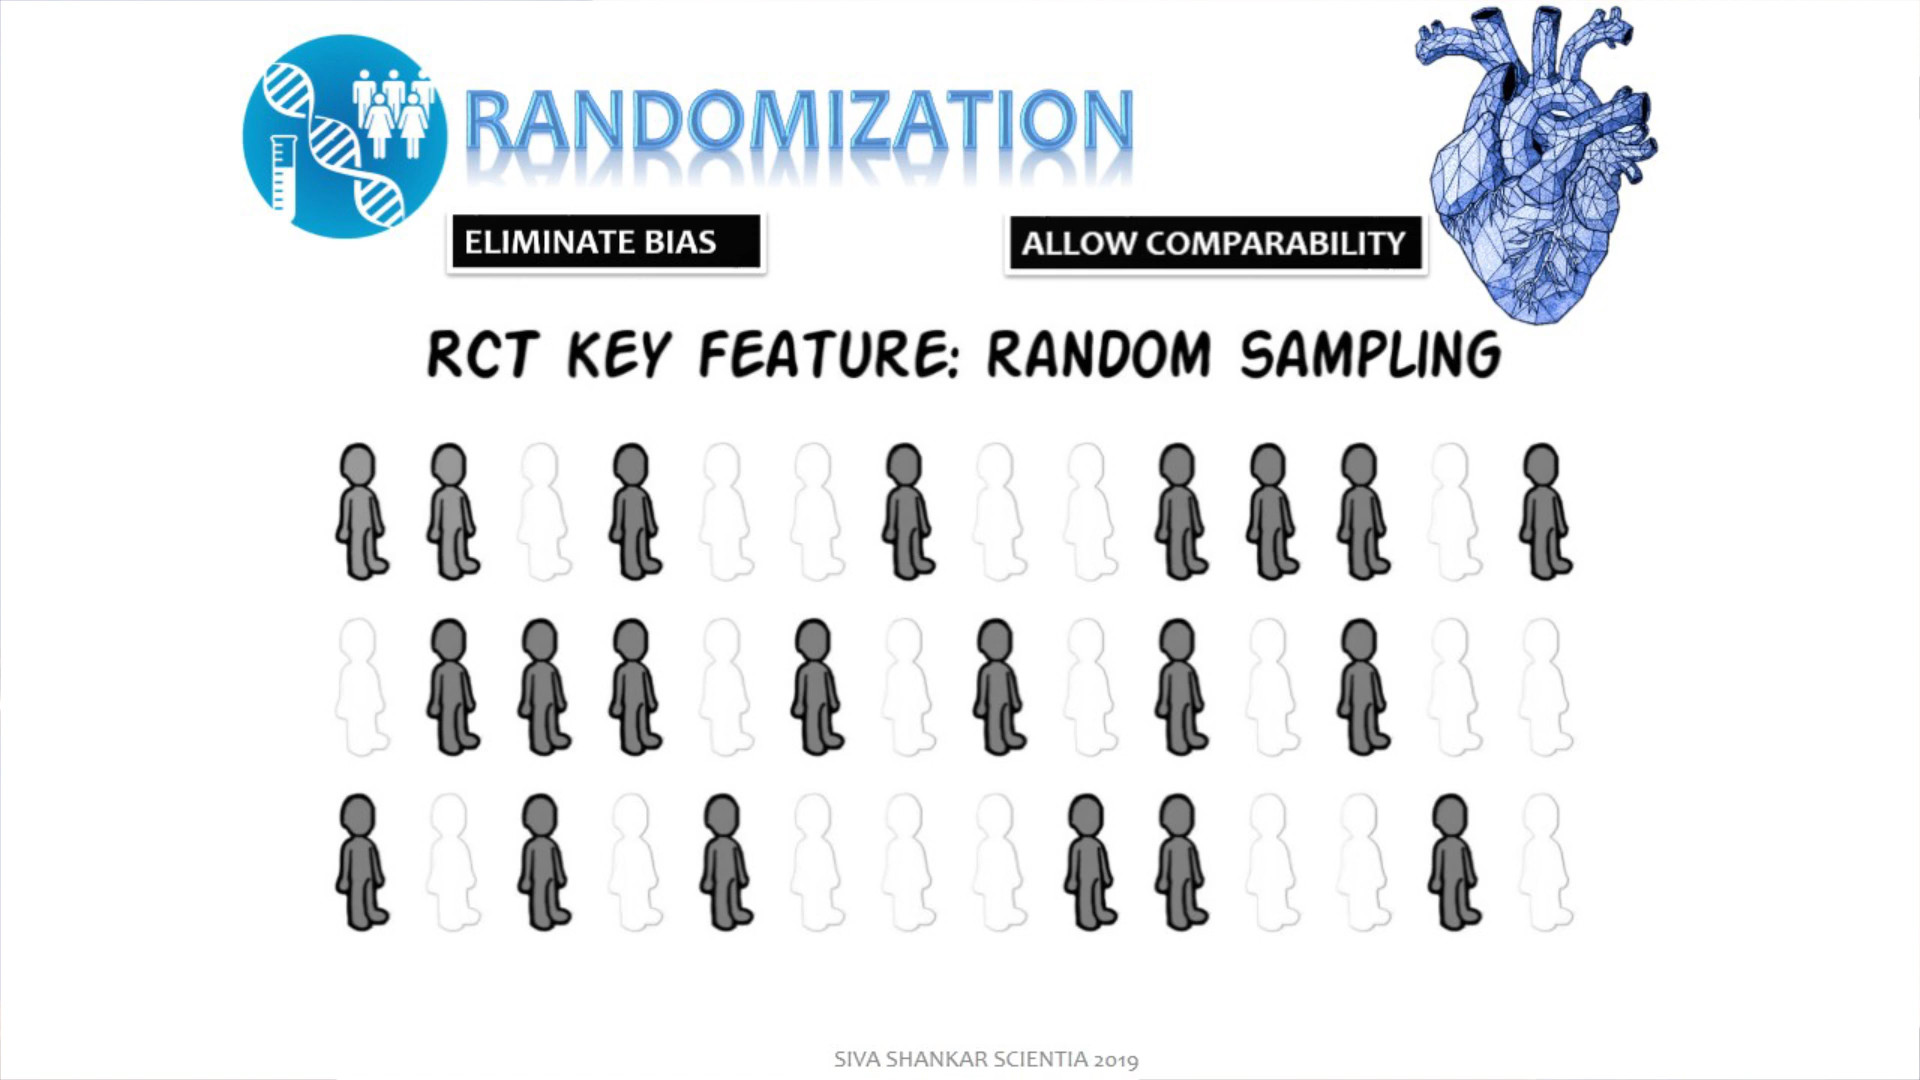 RANDOMIZATION
ELIMINATE BIAS
ALLOW COMPARABILITY
RCT KEY FEATURE: RANDOM SAMPLING
SIVA SHANKAR SCIENTIA 2019